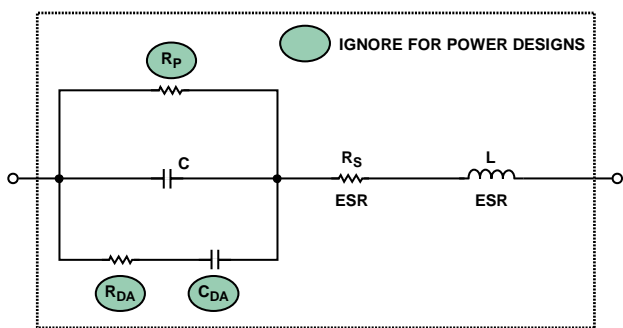 IGNORE FOR POWER DESIGNS
RP
C
RS
L
ESR
ESR
RDA
CDA